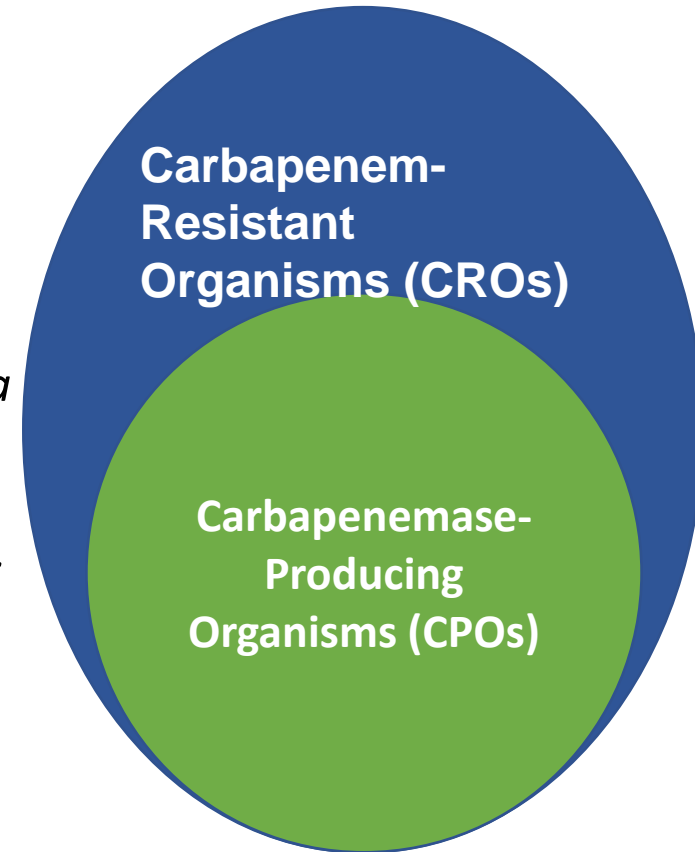 Carbapenem-
Resistant
Organisms (CROs)
a
Carbapenemase-
Producing
Organisms (CPOs)